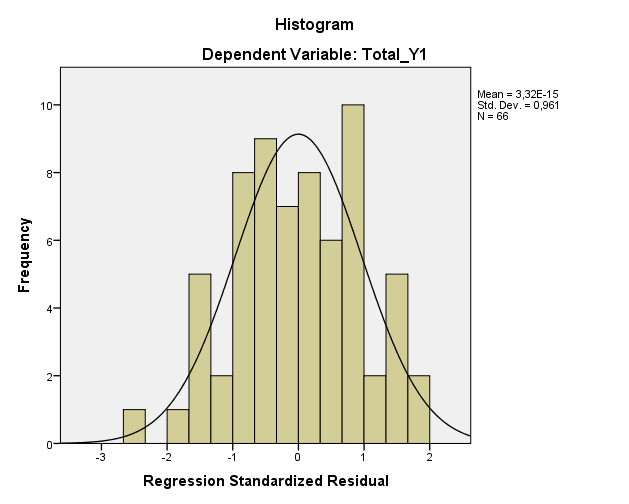 Histogram
Dependent Variable: Total_Y1
Mean = 3,32E-15
Std. Dev. = 0,961
N = 66
Frequency
10
8
6
4
2
0
-3 -2 -1 0 1 2
Regression Standardized Residual